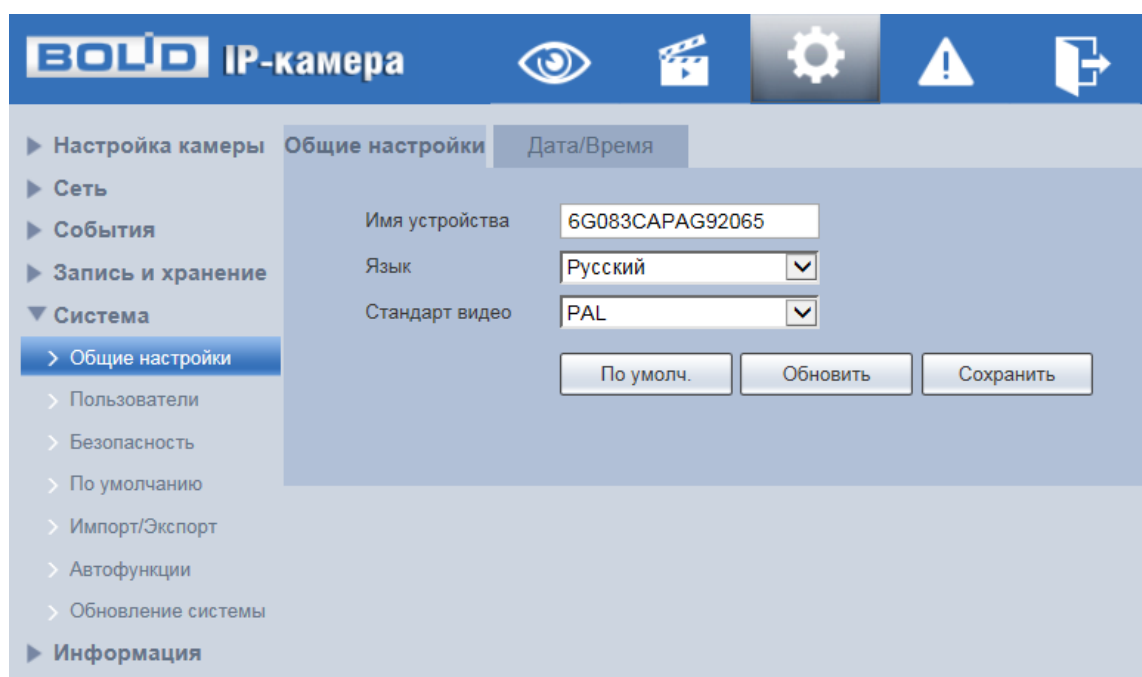 BOLID IP-камера
Настройка камеры
Сеть
События
Запись и хранение
Система
Общие настройки
Пользователи
Безопасность
По умолчанию
Импорт/Экспорт
Автофункции
Обновление системы
Информация
Общие настройки
Дата/Время
Имя устройства 6G083CAPAG92065
Язык Русский
Стандарт видео PAL
По умолч. Обновить Сохранить